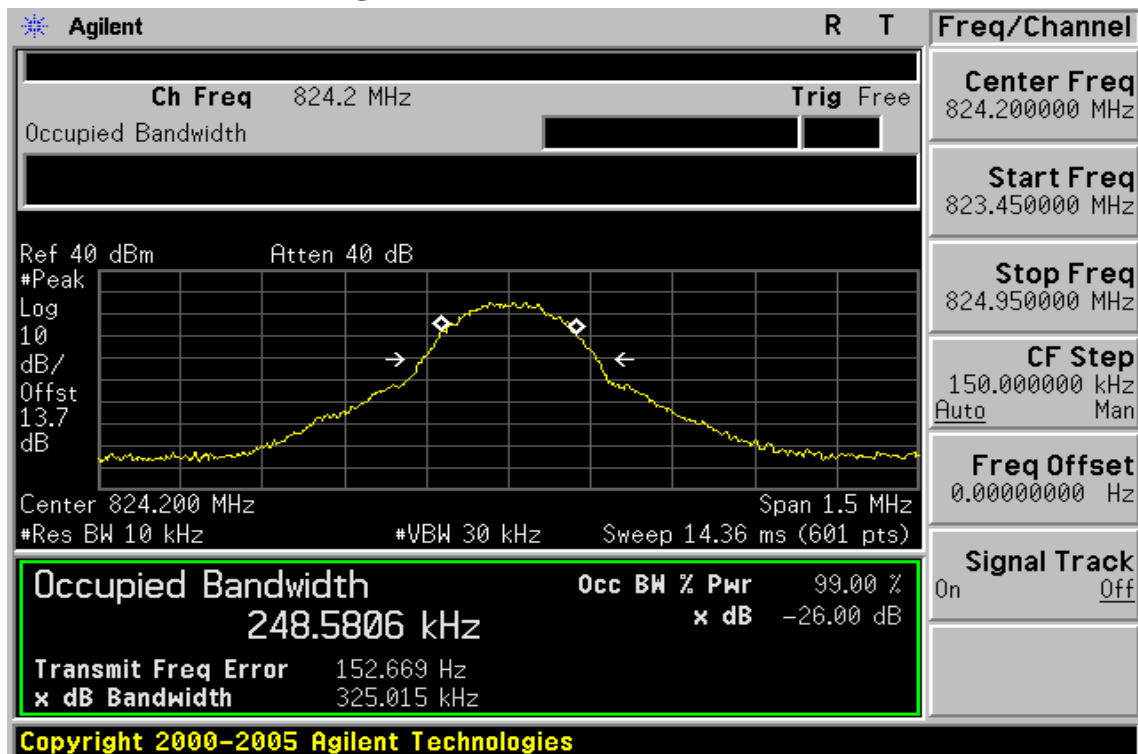 Agilent R T
Ch Freq 824.2 MHz Trig Free
Occupied Bandwidth
Ref 40 dBm Atten 40 dB
#Peak
Log
10
dB/
Offst
13.7
dB
Center 824.200 MHz Span 1.5 MHz
#Res BW 10 kHz #VBW 30 kHz Sweep 14.36 ms (601 pts)
Occupied Bandwidth Occ BW % Pwr 99.00 %
248.5806 kHz x dB -26.00 dB
Transmit Freq Error 152.669 Hz
x dB Bandwidth 325.015 kHz
Copyright 2000-2005 Agilent Technologies
Freq/Channel
Center Freq
824.200000 MHz
Start Freq
823.450000 MHz
Stop Freq
824.950000 MHz
CF Step
150.000000 kHz
Auto Man
Freq Offset
0.00000000 Hz
Signal Track
On Off